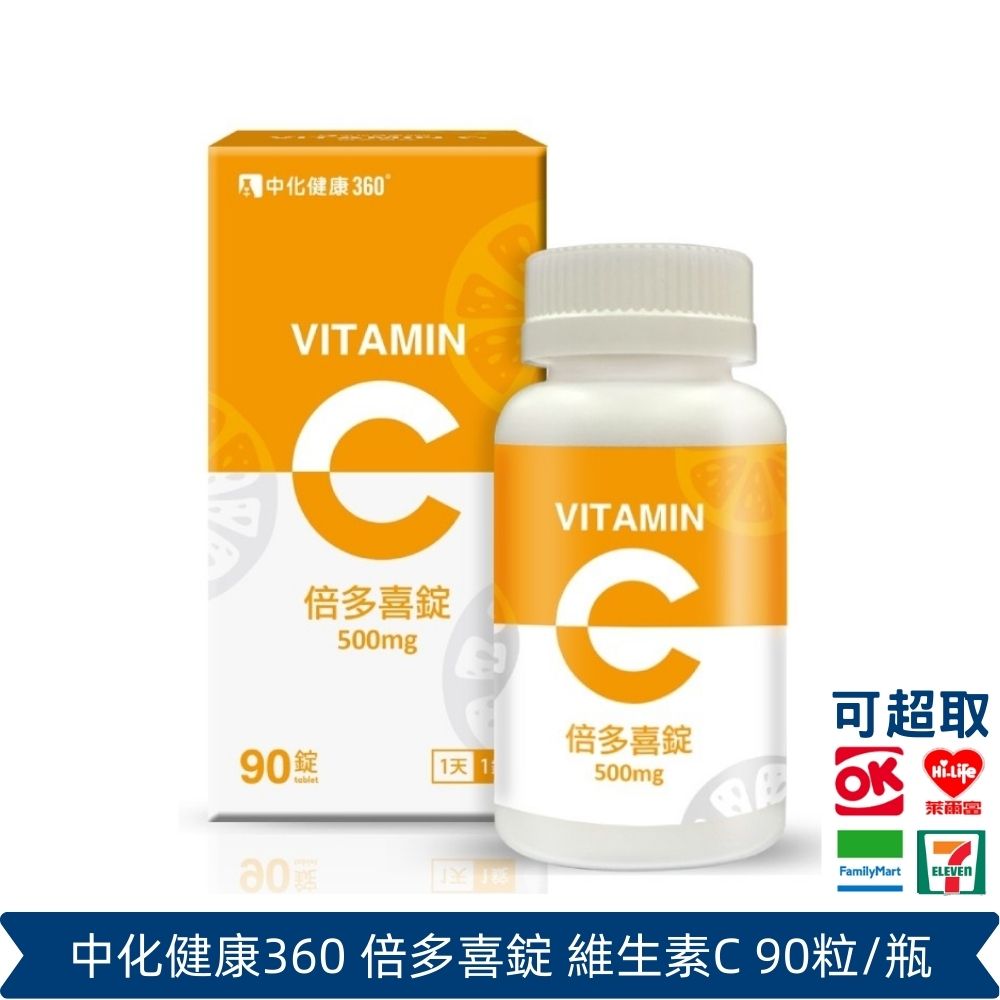 中化健康360
VITAMIN
C
倍多喜錠
500mg
90錠
tablet
1天
VITAMIN
C
倍多喜錠
500mg
可超取
OK
Hi-Life
萊爾富
FamilyMart
7
ELEVEN
中化健康360 倍多喜錠 維生素C 90粒/瓶